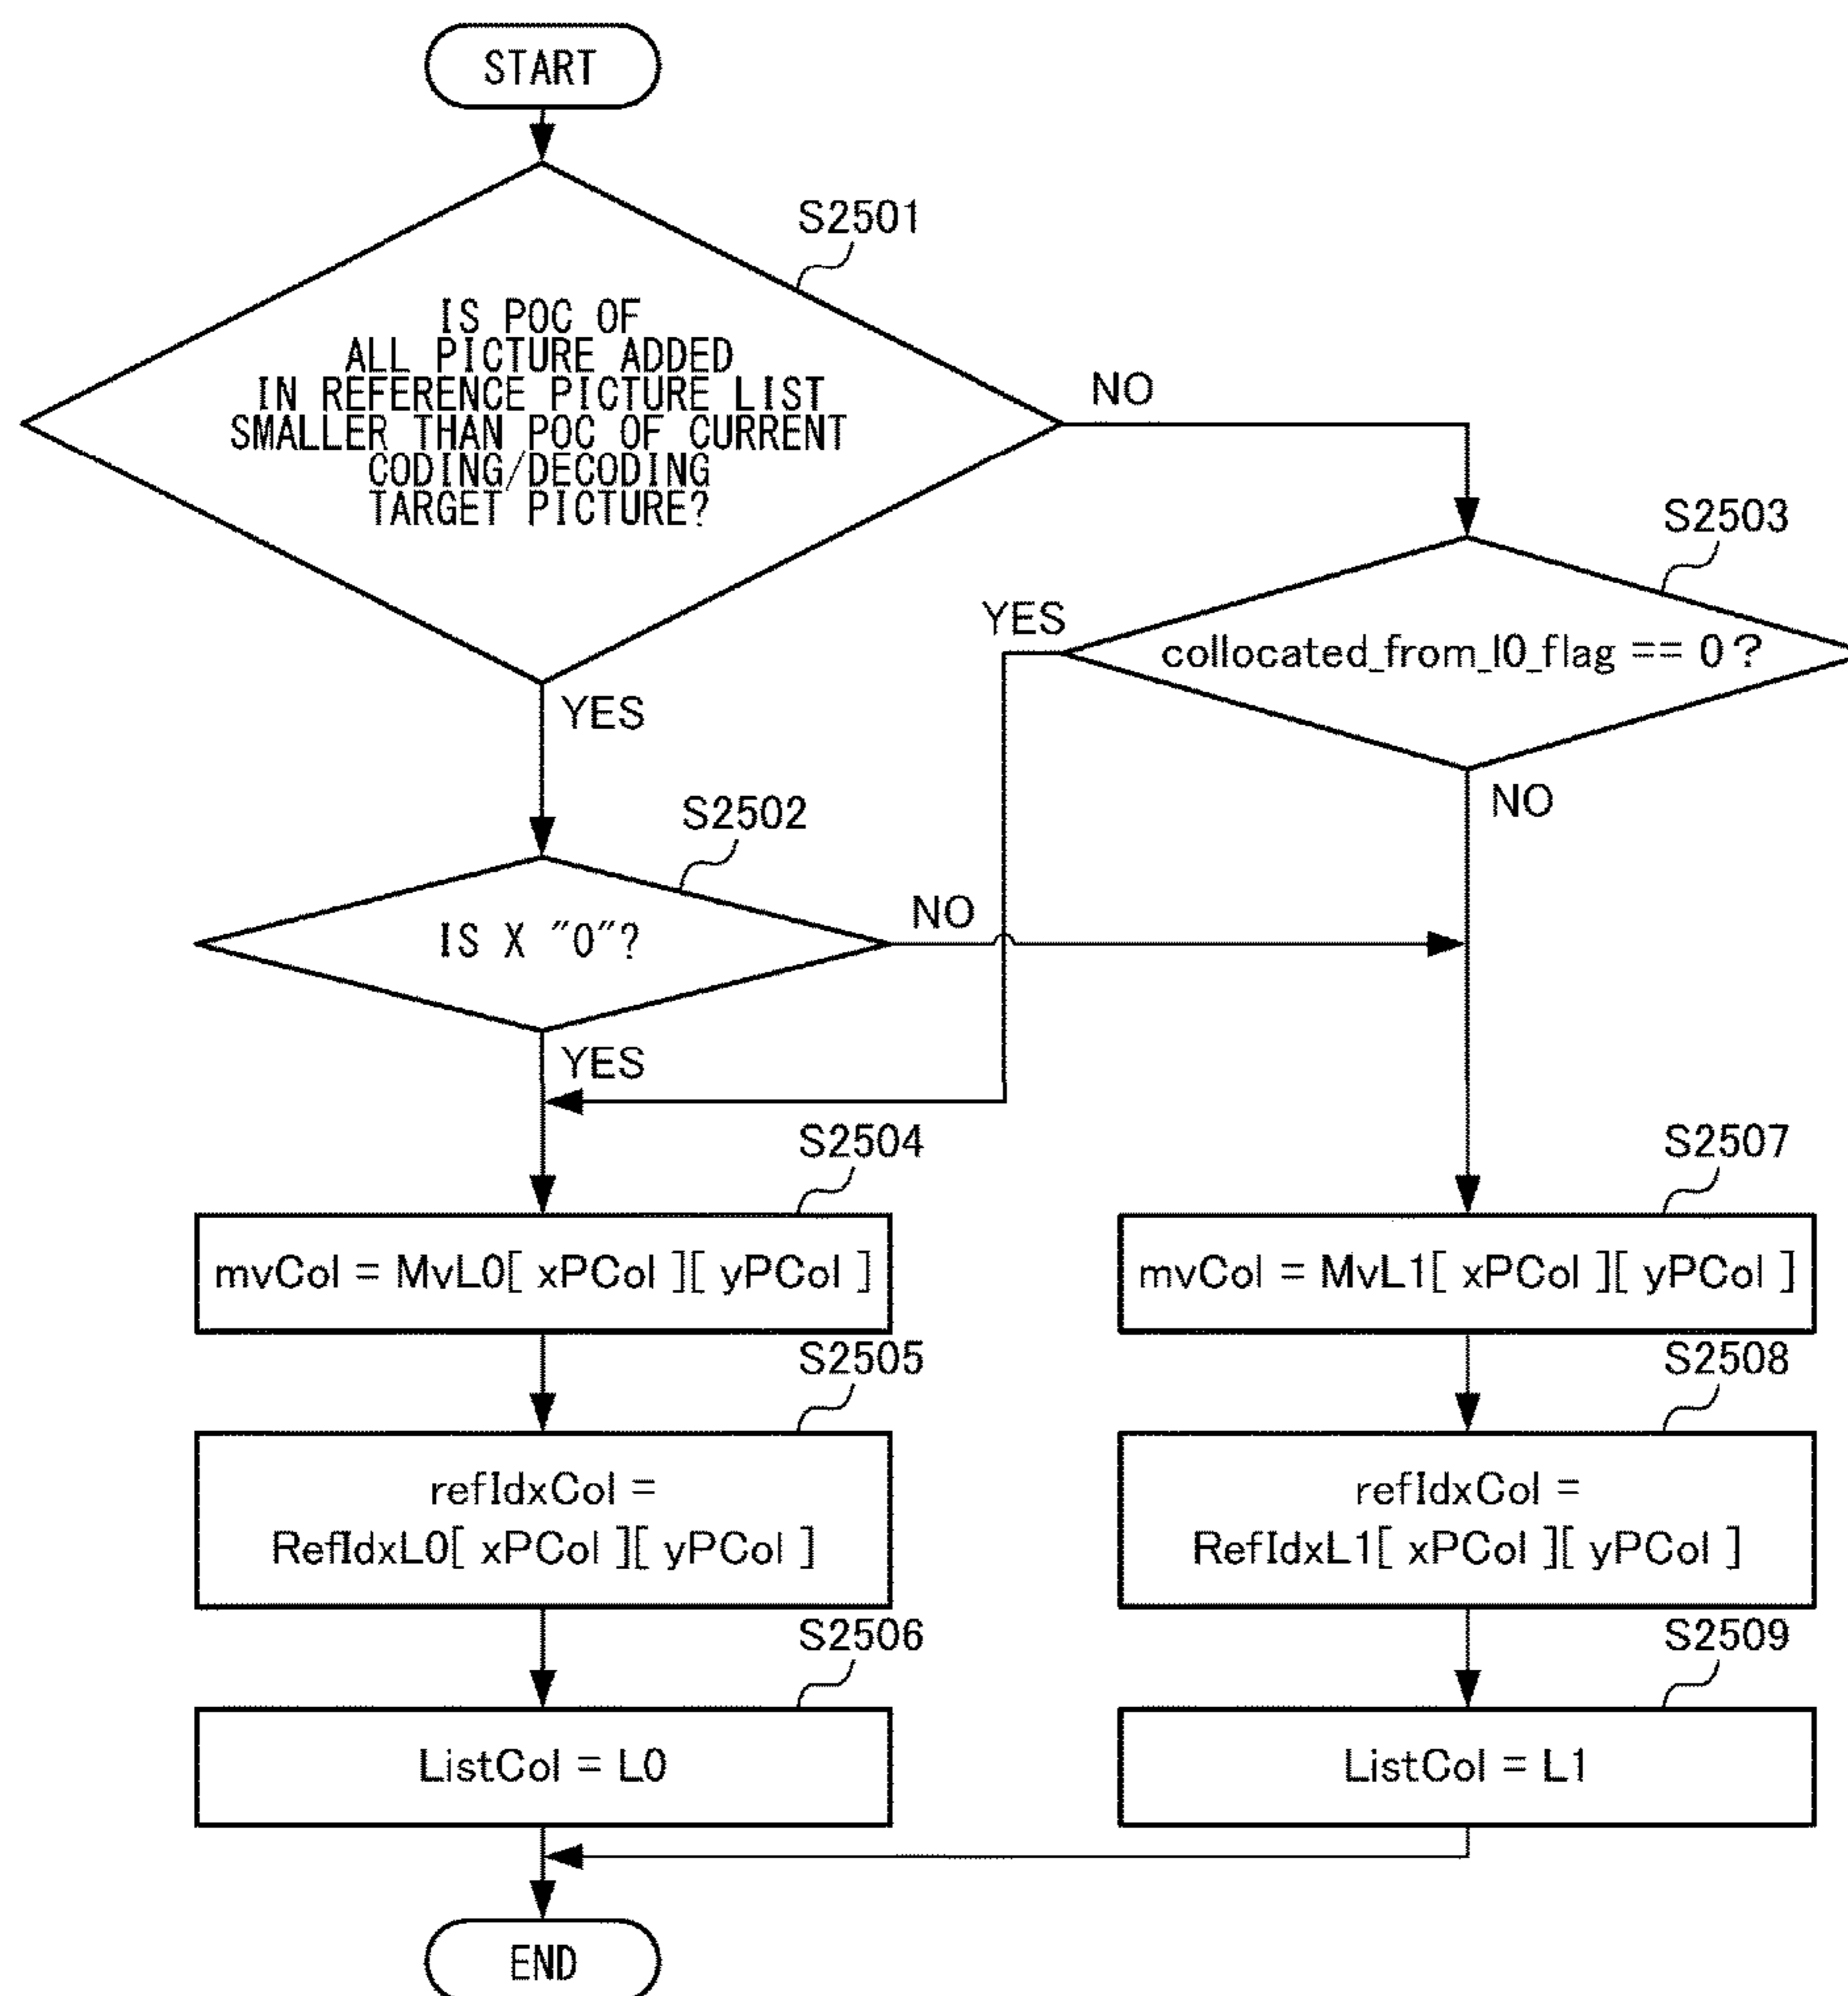 START
S2501
IS POC OF
ALL PICTURE ADDED
IN REFERENCE PICTURE LIST
SMALLER THAN POC OF CURRENT
CODING/DECODING
TARGET PICTURE?
NO
YES
S2503
YES
collocated_from_l0_flag == 0?
NO
S2502
IS X "0"?
NO
YES
S2504
mvCol = MvL0[ xPCol ][ yPCol ]
S2505
refIdxCol =
RefIdxL0[ xPCol ][ yPCol ]
S2506
ListCol = L0
S2507
mvCol = MvL1[ xPCol ][ yPCol ]
S2508
refIdxCol =
RefIdxL1[ xPCol ][ yPCol ]
S2509
ListCol = L1
END